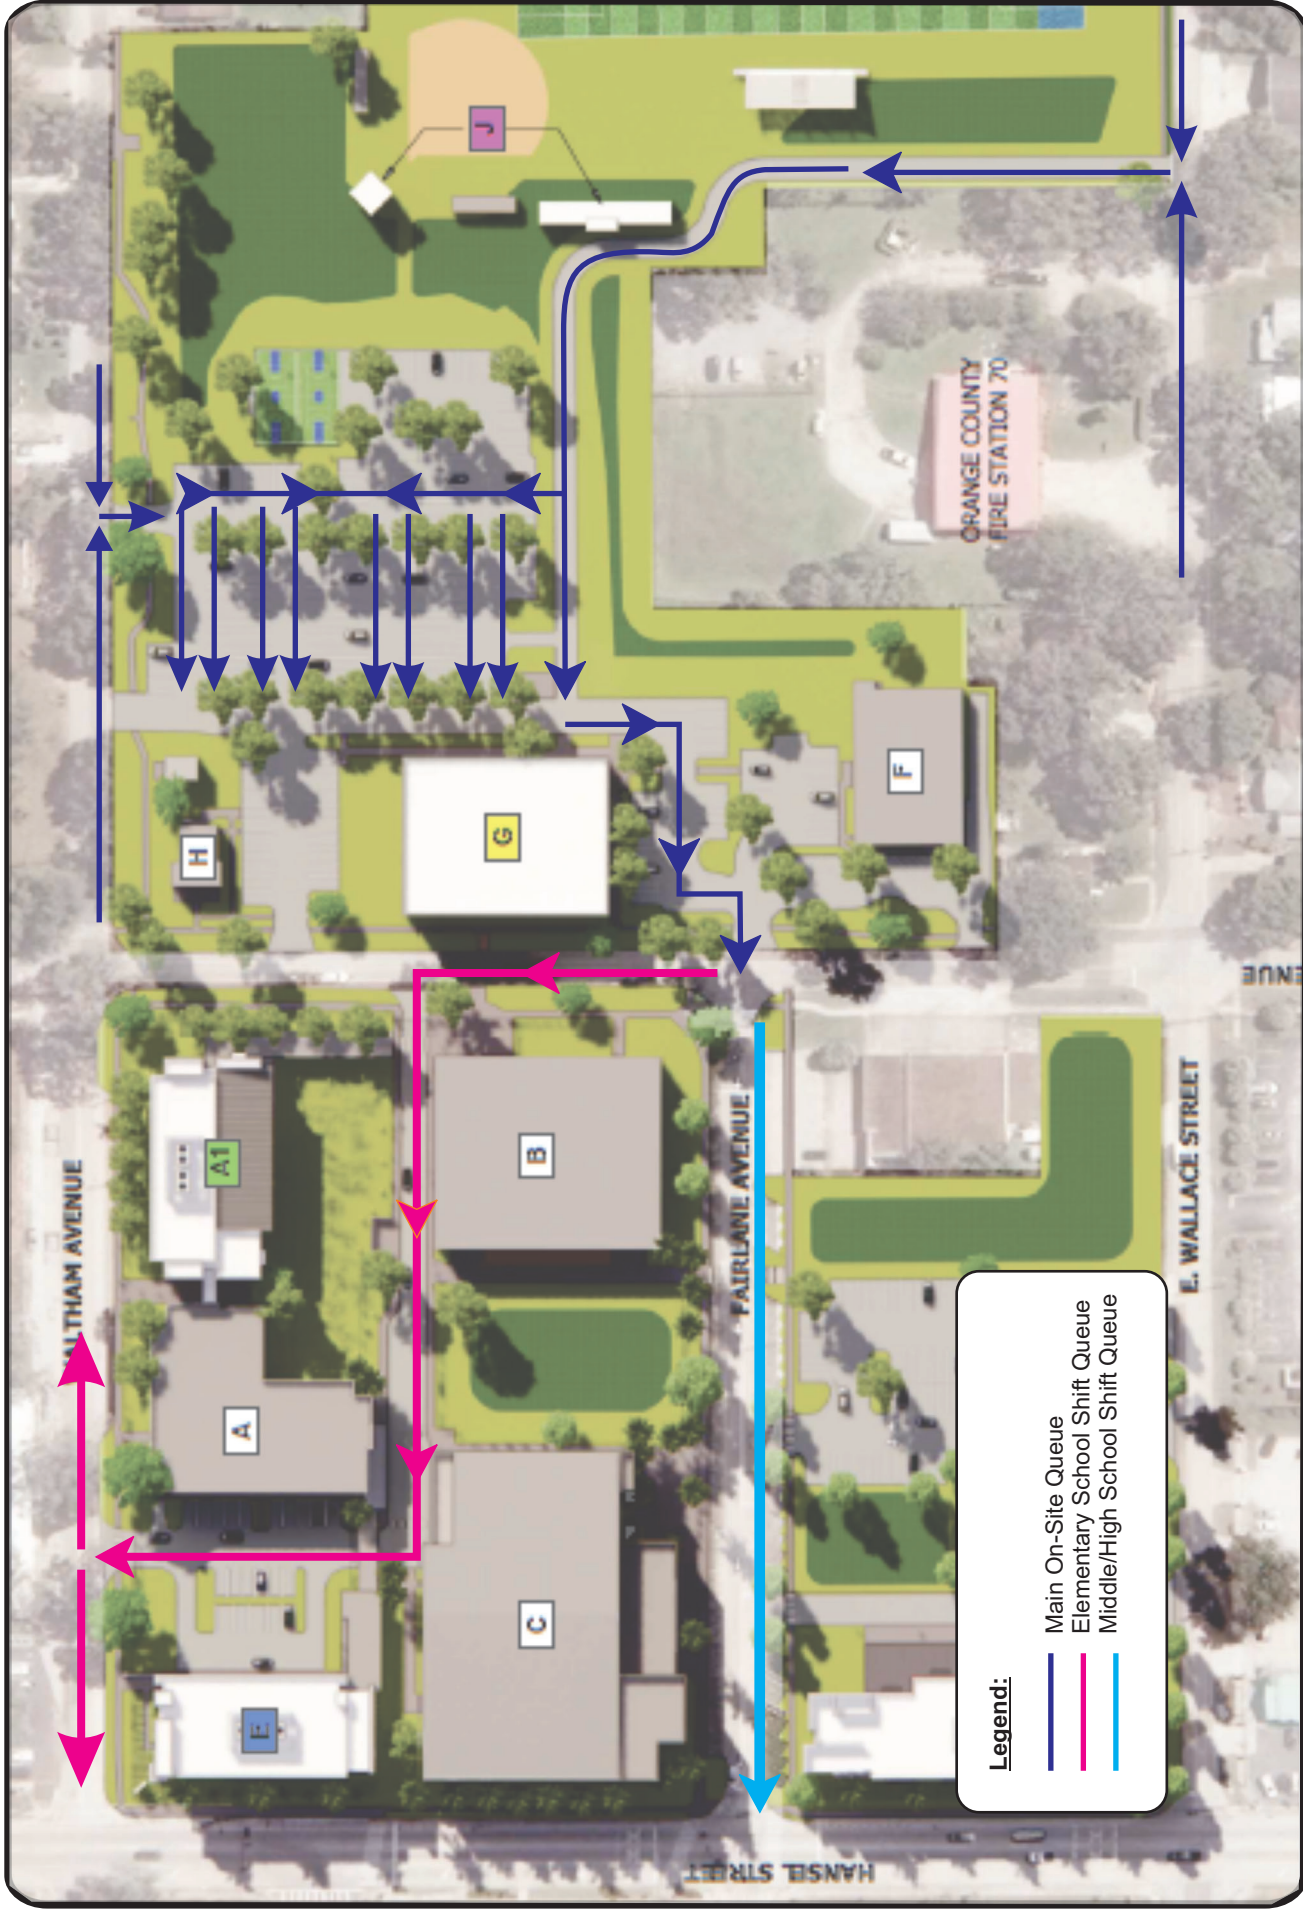 WALTHAM AVENUE
E
A
A1
H
J
C
B
G
HANSEL STREET
FAIRLANE AVENUE
F
ORANGE COUNTY
FIRE STATION 70
Legend:
Main On-Site Queue
Elementary School Shift Queue
Middle/High School Shift Queue
E. WALLACE STREET
ENUE